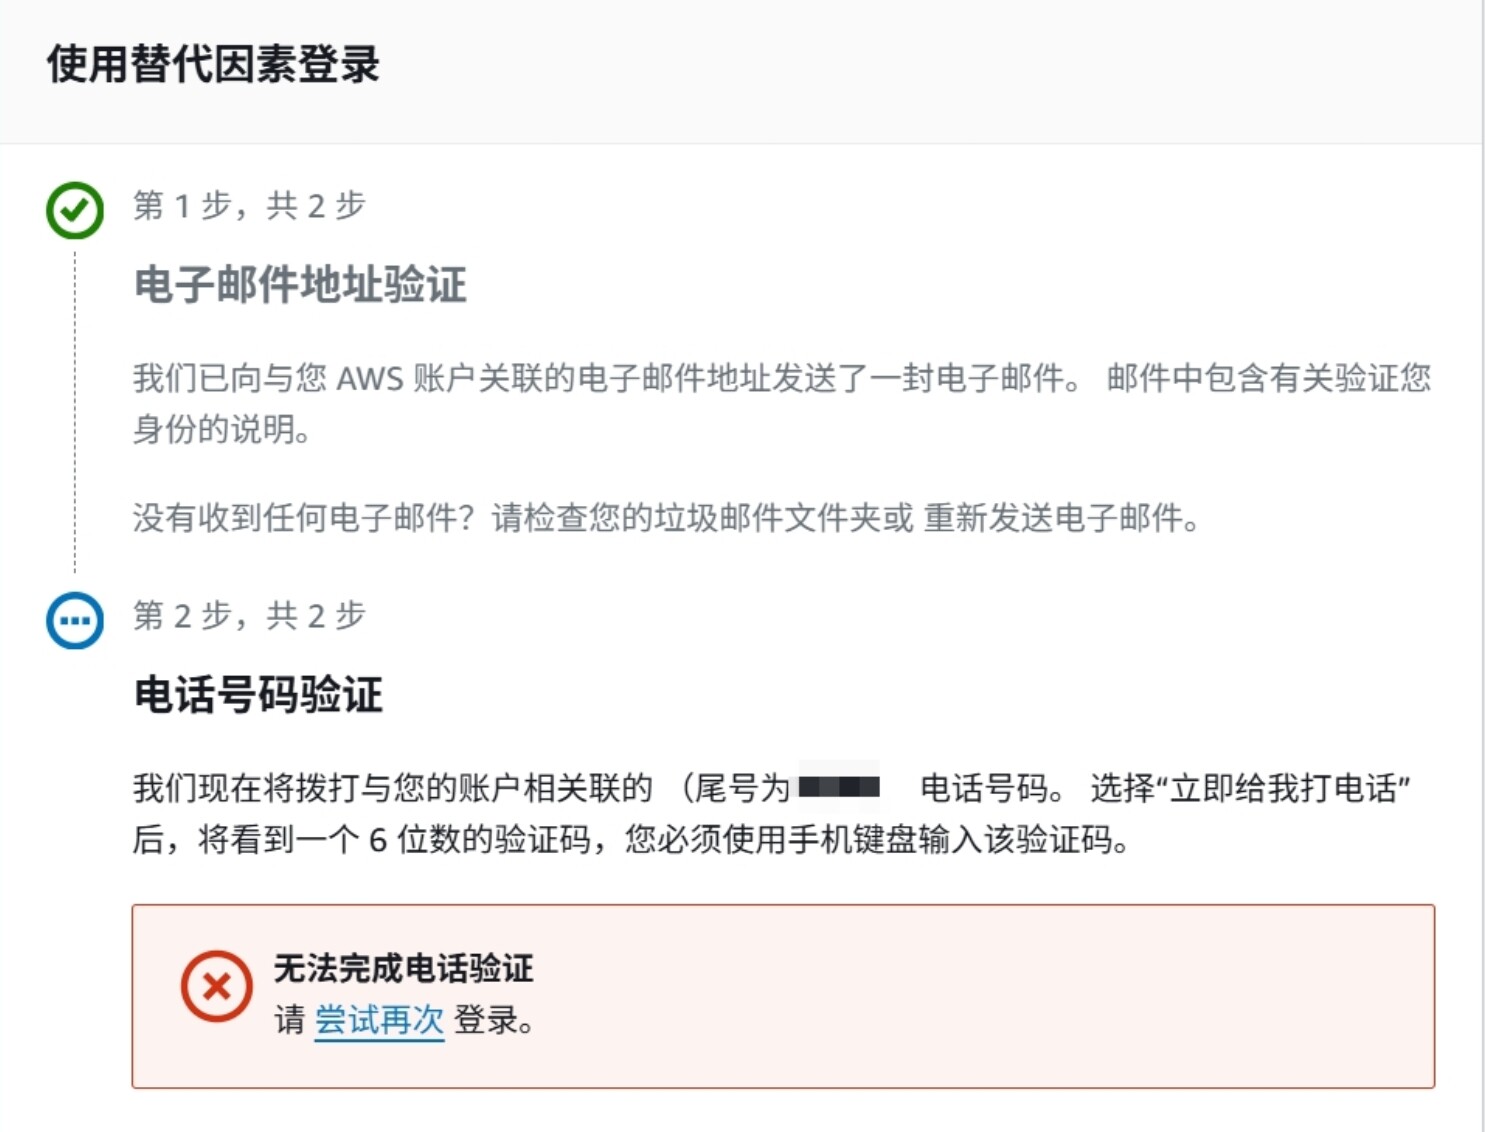 使用替代因素登录
第 1 步，共 2 步
电子邮件地址验证
我们已向与您 AWS 账户关联的电子邮件地址发送了一封电子邮件。 邮件中包含有关验证您
身份的说明。
没有收到任何电子邮件？请检查您的垃圾邮件文件夹或 重新发送电子邮件。
第 2 步，共 2 步
电话号码验证
我们现在将拨打与您的账户相关联的 （尾号为 电话号码。 选择“立即给我打电话”
后，将看到一个 6 位数的验证码，您必须使用手机键盘输入该验证码。
无法完成电话验证
请 尝试再次 登录。